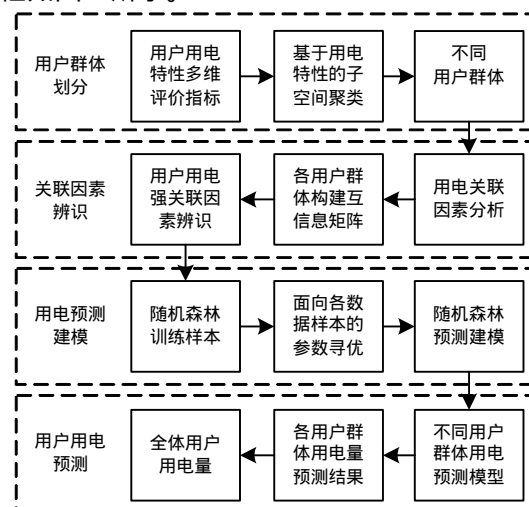 用户群体
划分
用户用电
特性多维
评价指标
基于用电
特性的子
空间聚类
不同
用户群体
关联因素
辨识
用户用电
强关联因
素辨识
各用户群
体构建互
信息矩阵
用电关联
因素分析
用电预测
建模
随机森林
训练样本
面向各数
据样本的
参数寻优
随机森林
预测建模
用户用电
预测
全体用户
用电量
各用户群
体用电量
预测结果
不同用户
群体用电
预测模型